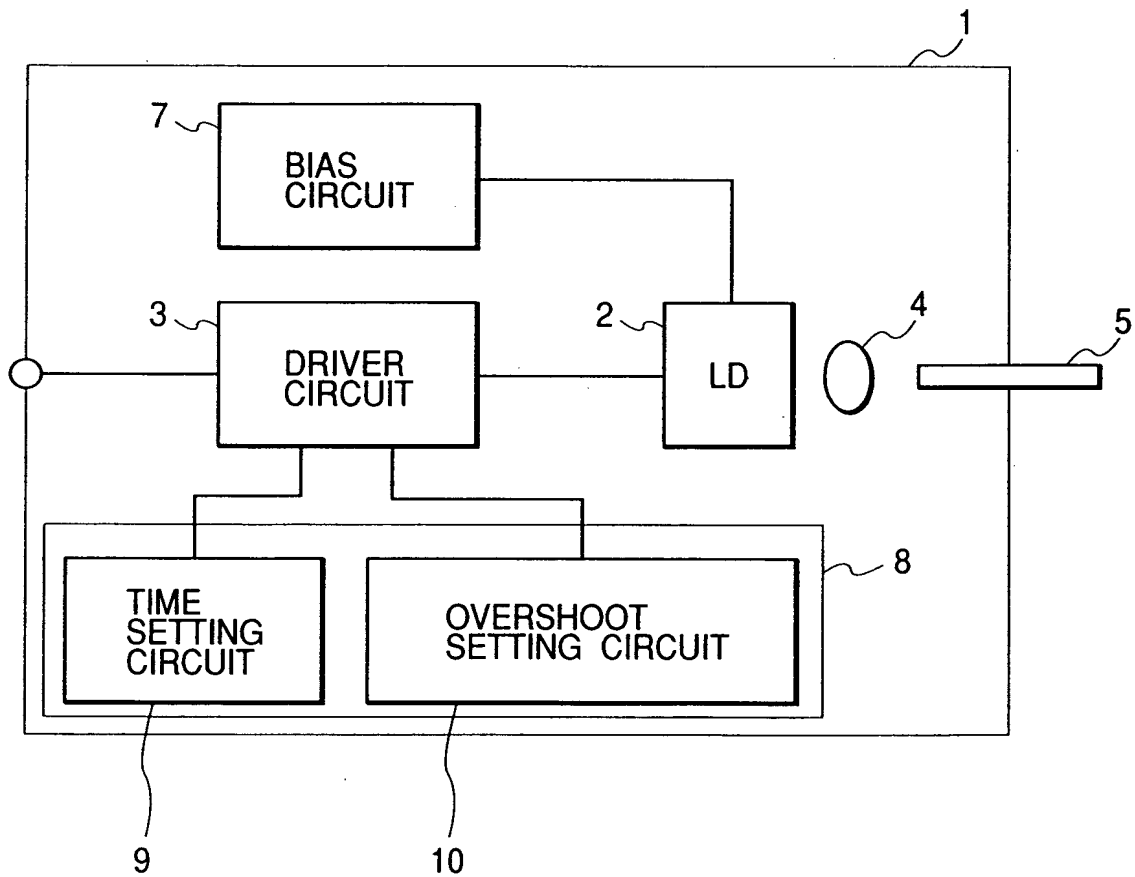 1
7
BIAS
CIRCUIT
3
DRIVER
CIRCUIT
2
LD
4
5
8
TIME
SETTING
CIRCUIT
OVERSHOOT
SETTING CIRCUIT
9
10